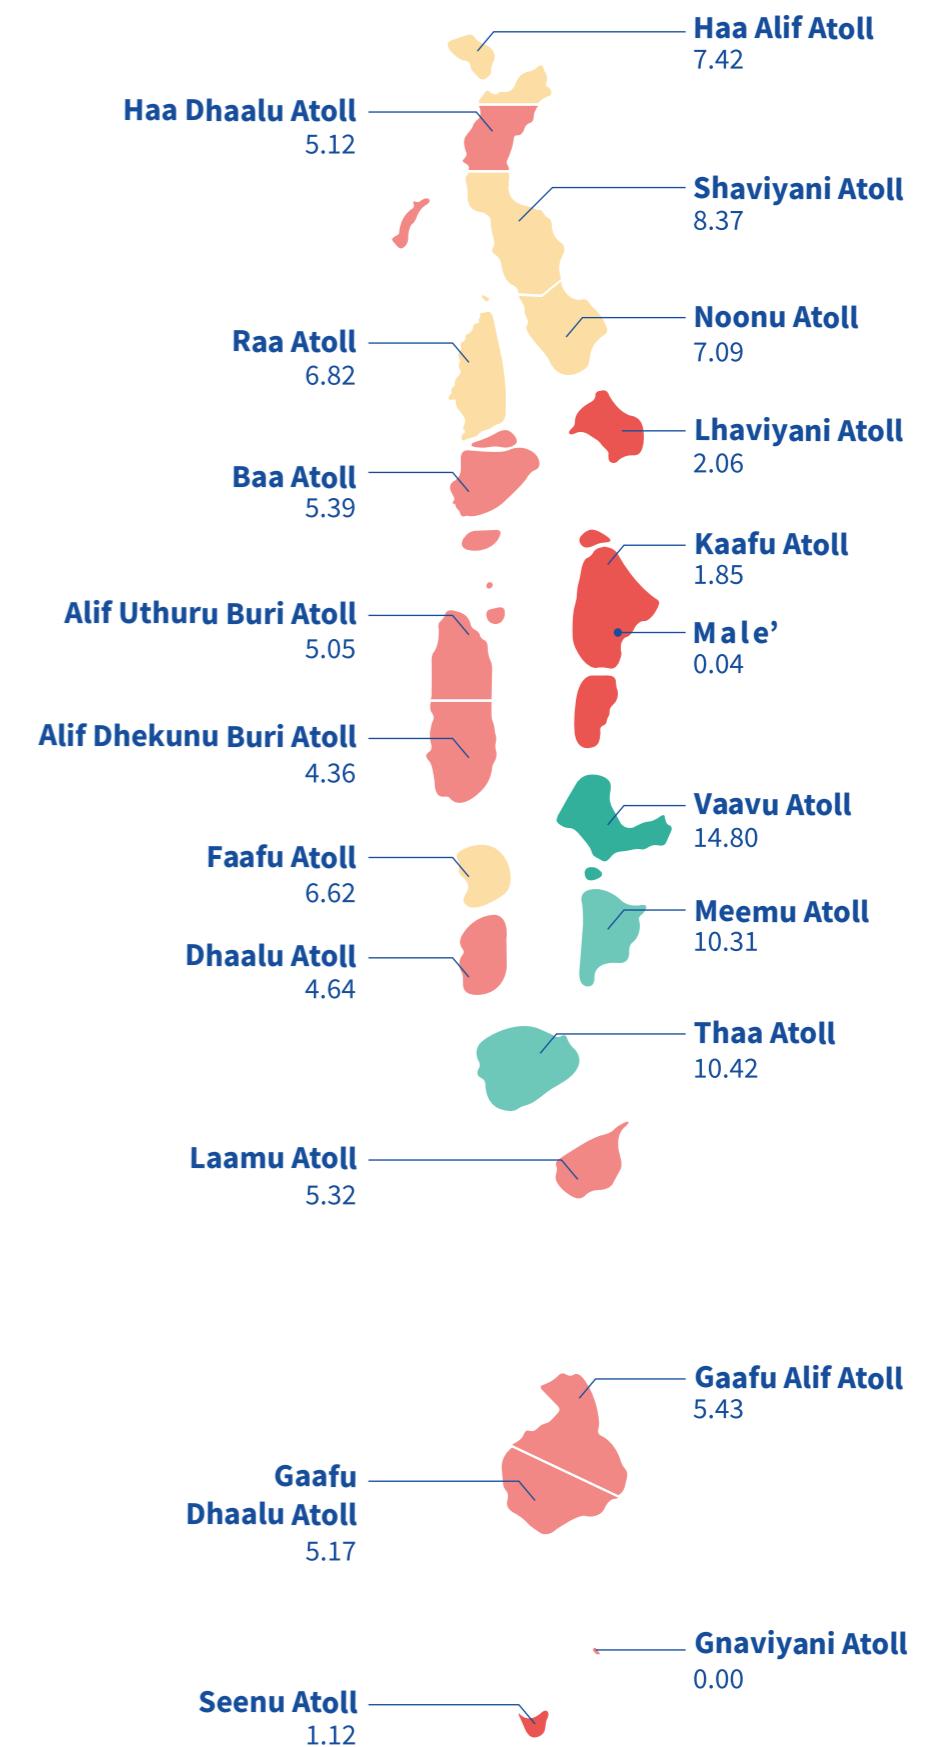 Haa Alif Atoll
7.42
Haa Dhaalu Atoll
5.12
Shaviyani Atoll
8.37
Noonu Atoll
7.09
Raa Atoll
6.82
Lhaviyani Atoll
2.06
Baa Atoll
5.39
Kaafu Atoll
1.85
Alif Uthuru Buri Atoll
5.05
Male’
0.04
Alif Dhekunu Buri Atoll
4.36
Vaavu Atoll
14.80
Faafu Atoll
6.62
Meemu Atoll
10.31
Dhaalu Atoll
4.64
Thaa Atoll
10.42
Laamu Atoll
5.32
Gaafu Alif Atoll
5.43
Gaafu
Dhaalu Atoll
5.17
Gnaviyani Atoll
0.00
Seenu Atoll
1.12